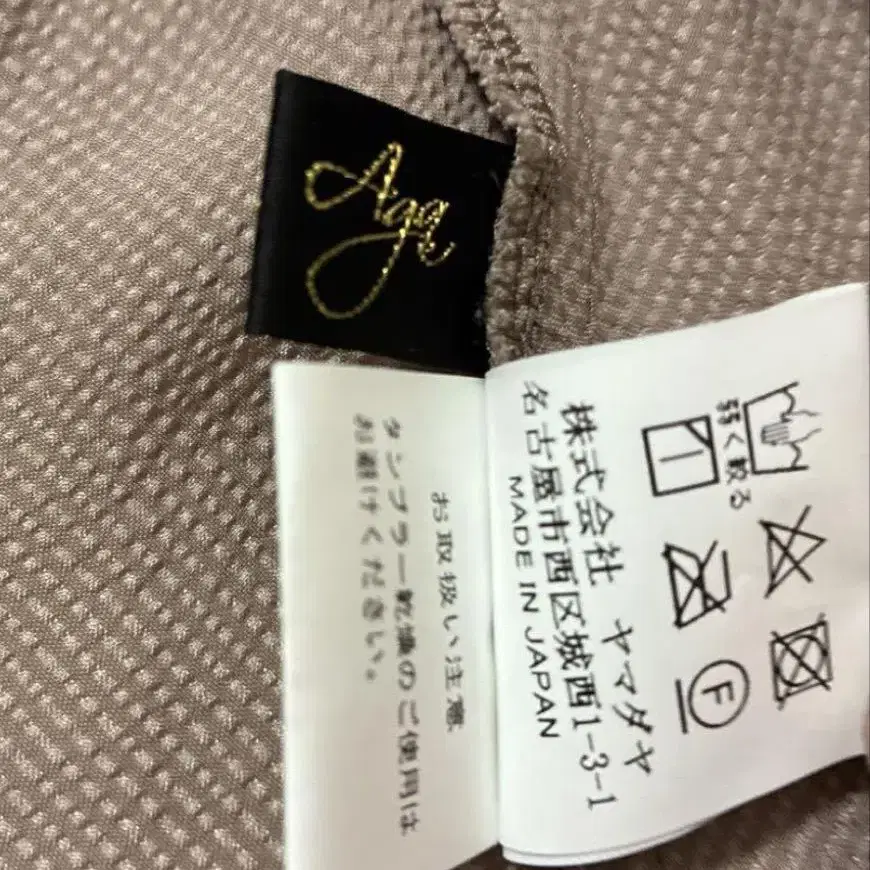 Agg
弱く絞る
F
株式会社 ヤマダヤ
名古屋市西区城西1-3-1
MADE IN JAPAN
お取扱い注意
タンブラー乾燥のご使用は
お避けください。